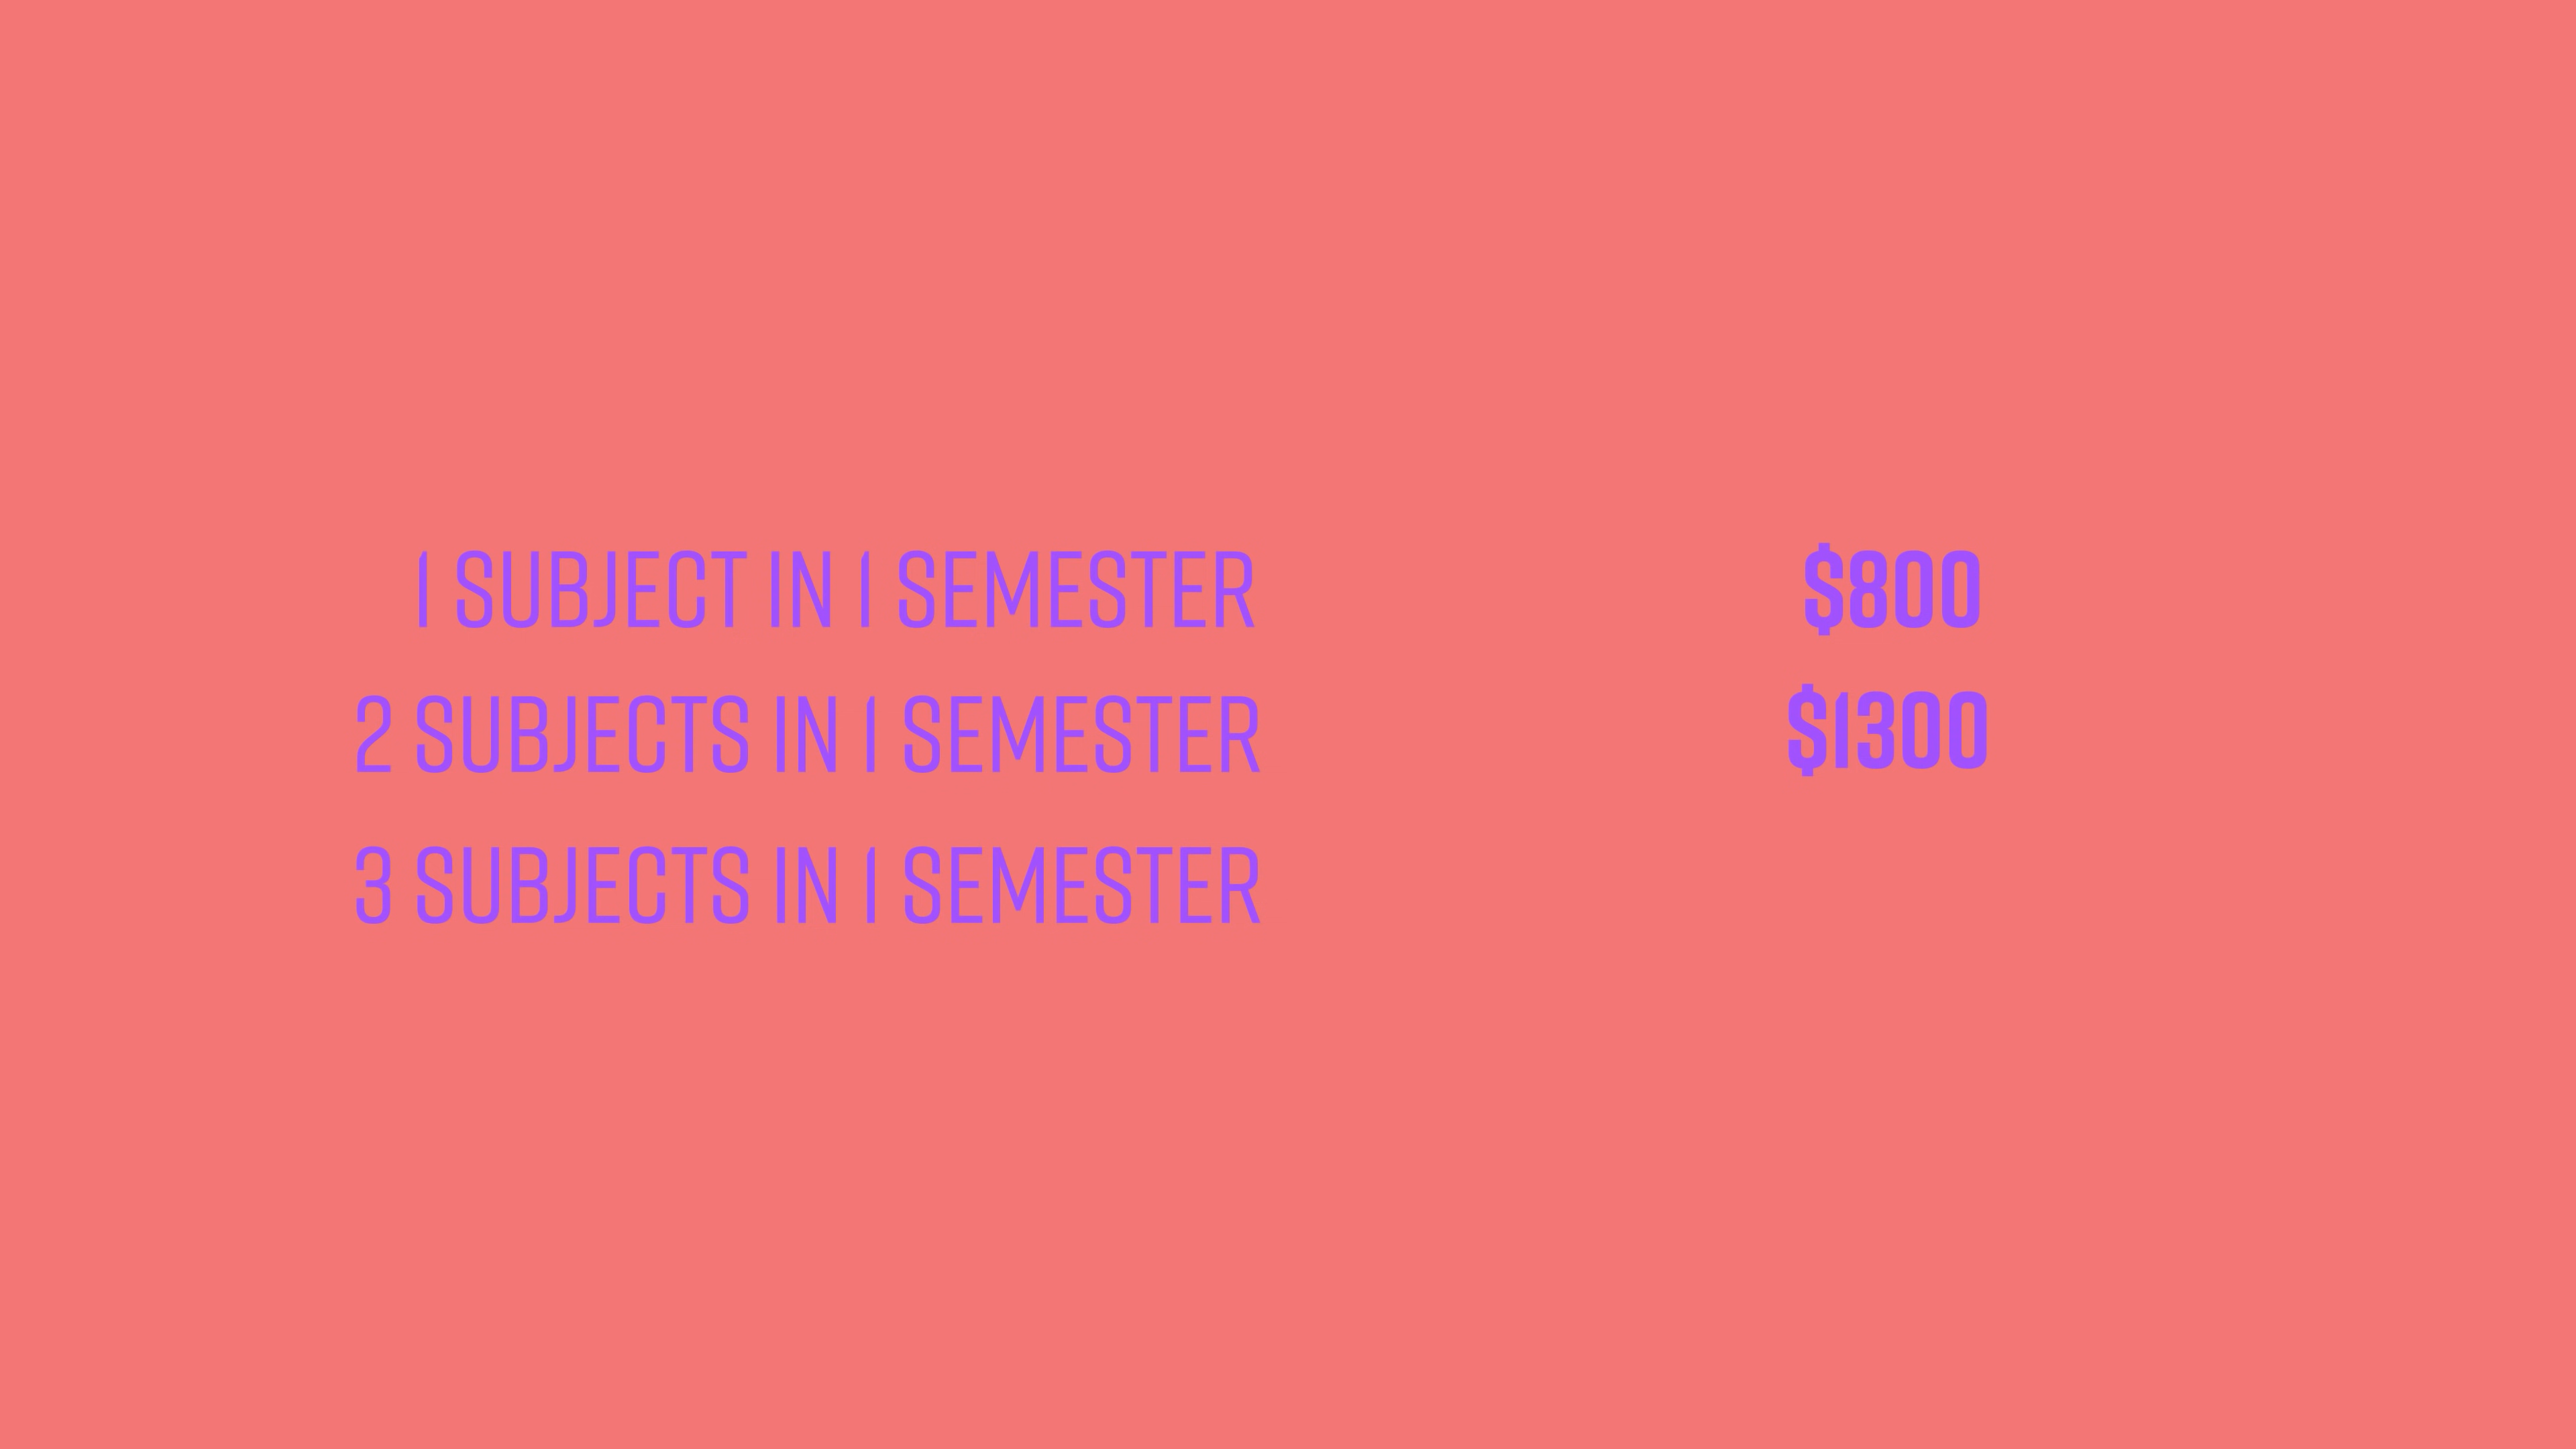 1 SUBJECT IN 1 SEMESTER $800
2 SUBJECTS IN 1 SEMESTER $1300
3 SUBJECTS IN 1 SEMESTER